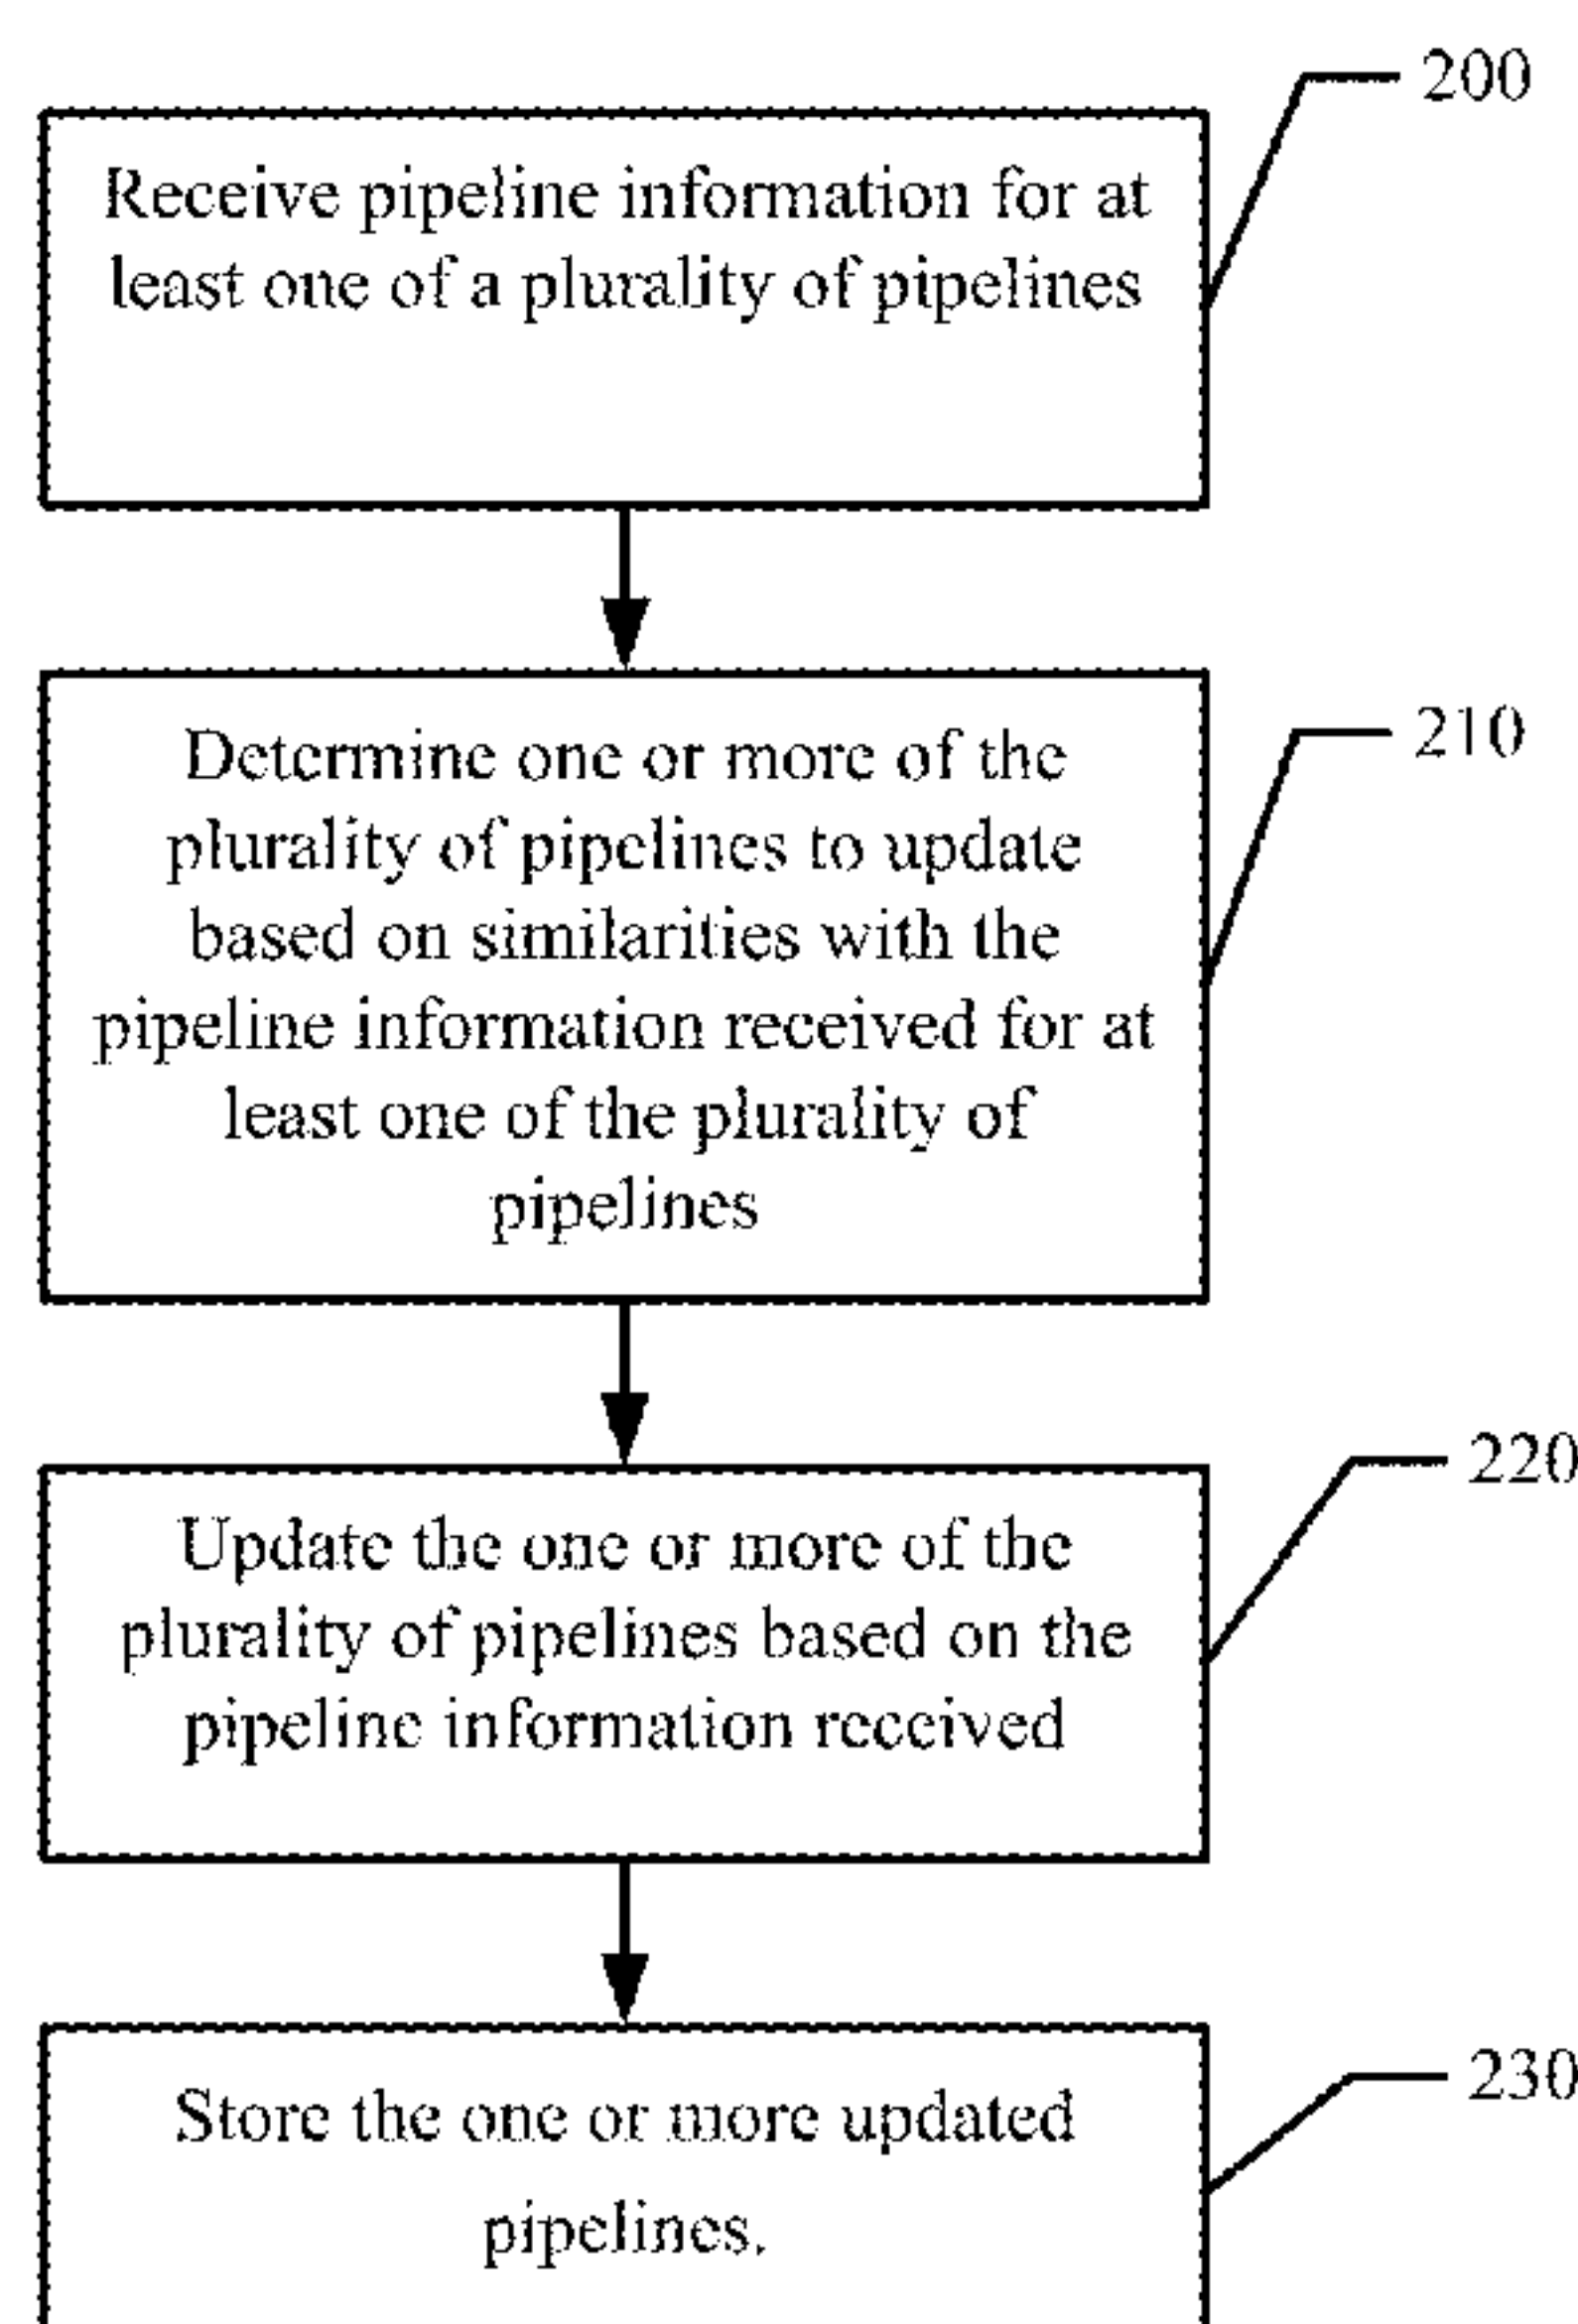 200
Receive pipeline information for at
least one of a plurality of pipelines
210
Determine one or more of the
plurality of pipelines to update
based on similarities with the
pipeline information received for at
least one of the plurality of
pipelines
220
Update the one or more of the
plurality of pipelines based on the
pipeline information received
230
Store the one or more updated
pipelines.